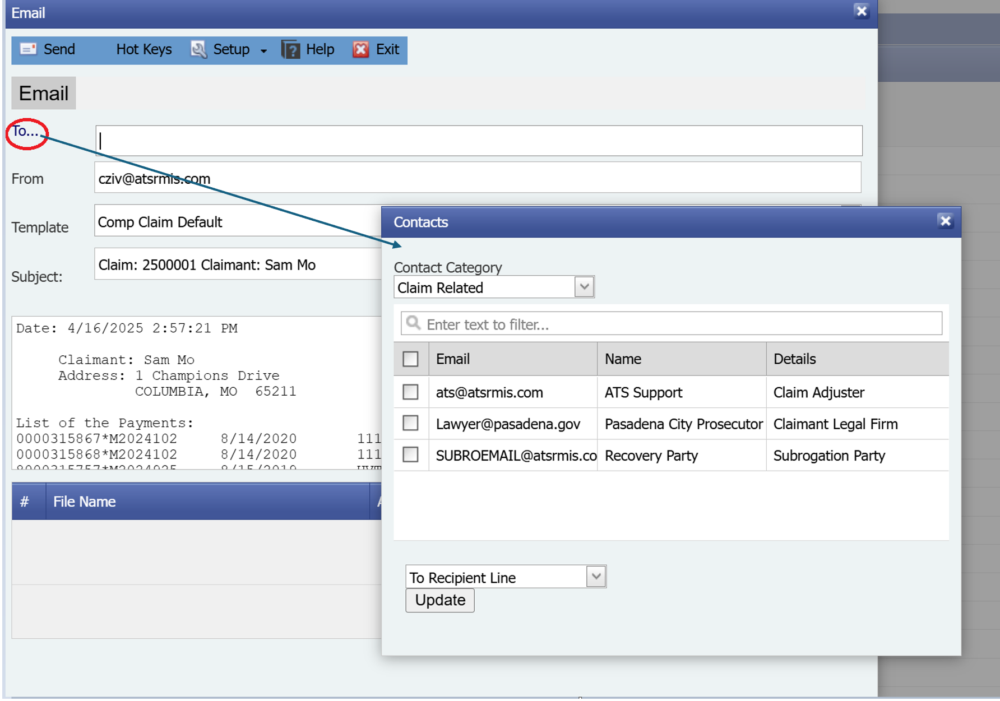 Email
Send Hot Keys Setup Help Exit
Email
To...
From cziv@atsrmis.com
Template Comp Claim Default
Subject: Claim: 2500001 Claimant: Sam Mo
Date: 4/16/2025 2:57:21 PM
Claimant: Sam Mo
Address: 1 Champions Drive
COLUMBIA, MO 65211
List of the Payments:
0000315867*M2024102 8/14/2020 111
0000315868*M2024102 8/14/2020 111
# File Name
Contacts
Contact Category
Claim Related
Enter text to filter...
Email Name Details
ats@atsrmis.com ATS Support Claim Adjuster
Lawyer@pasadena.gov Pasadena City Prosecutor Claimant Legal Firm
SUBROEMAIL@atsrmis.co Recovery Party Subrogation Party
To Recipient Line
Update